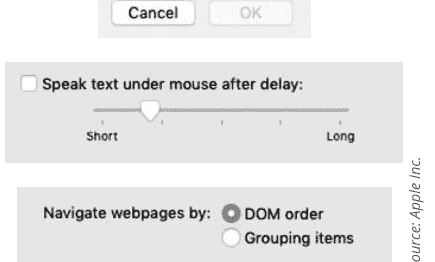 Cancel OK
Speak text under mouse after delay:
Short Long
Navigate webpages by: DOM order
Grouping items
ource: Apple Inc.